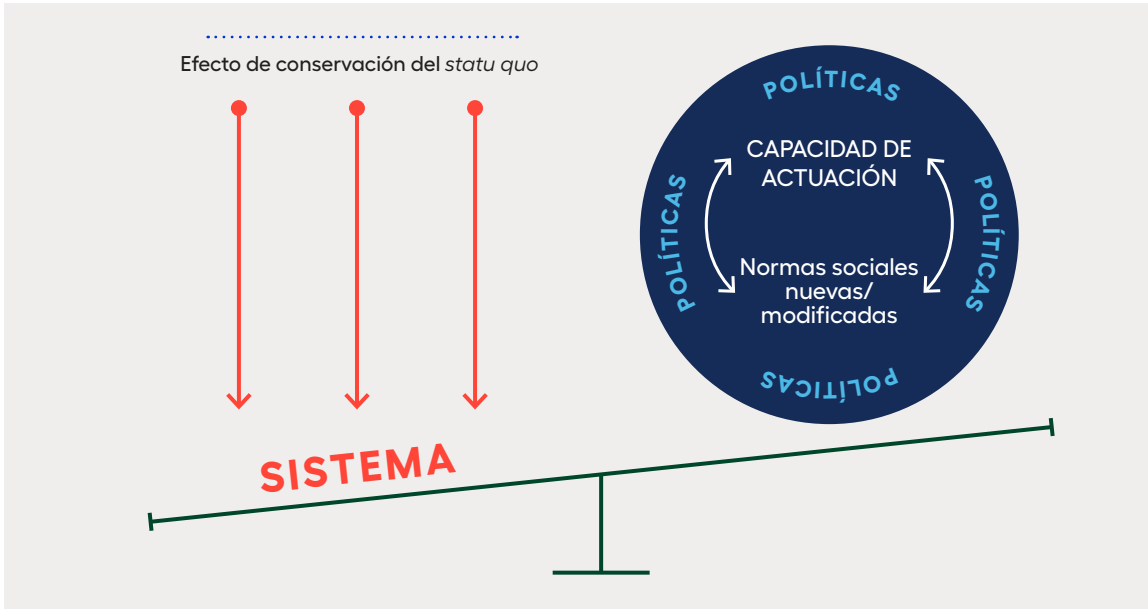 Efecto de conservación del statu quo
SISTEMA
POLÍTICAS
POLÍTICAS
CAPACIDAD DE
ACTUACIÓN
Normas sociales
nuevas/
modificadas
POLÍTICAS
POLÍTICAS